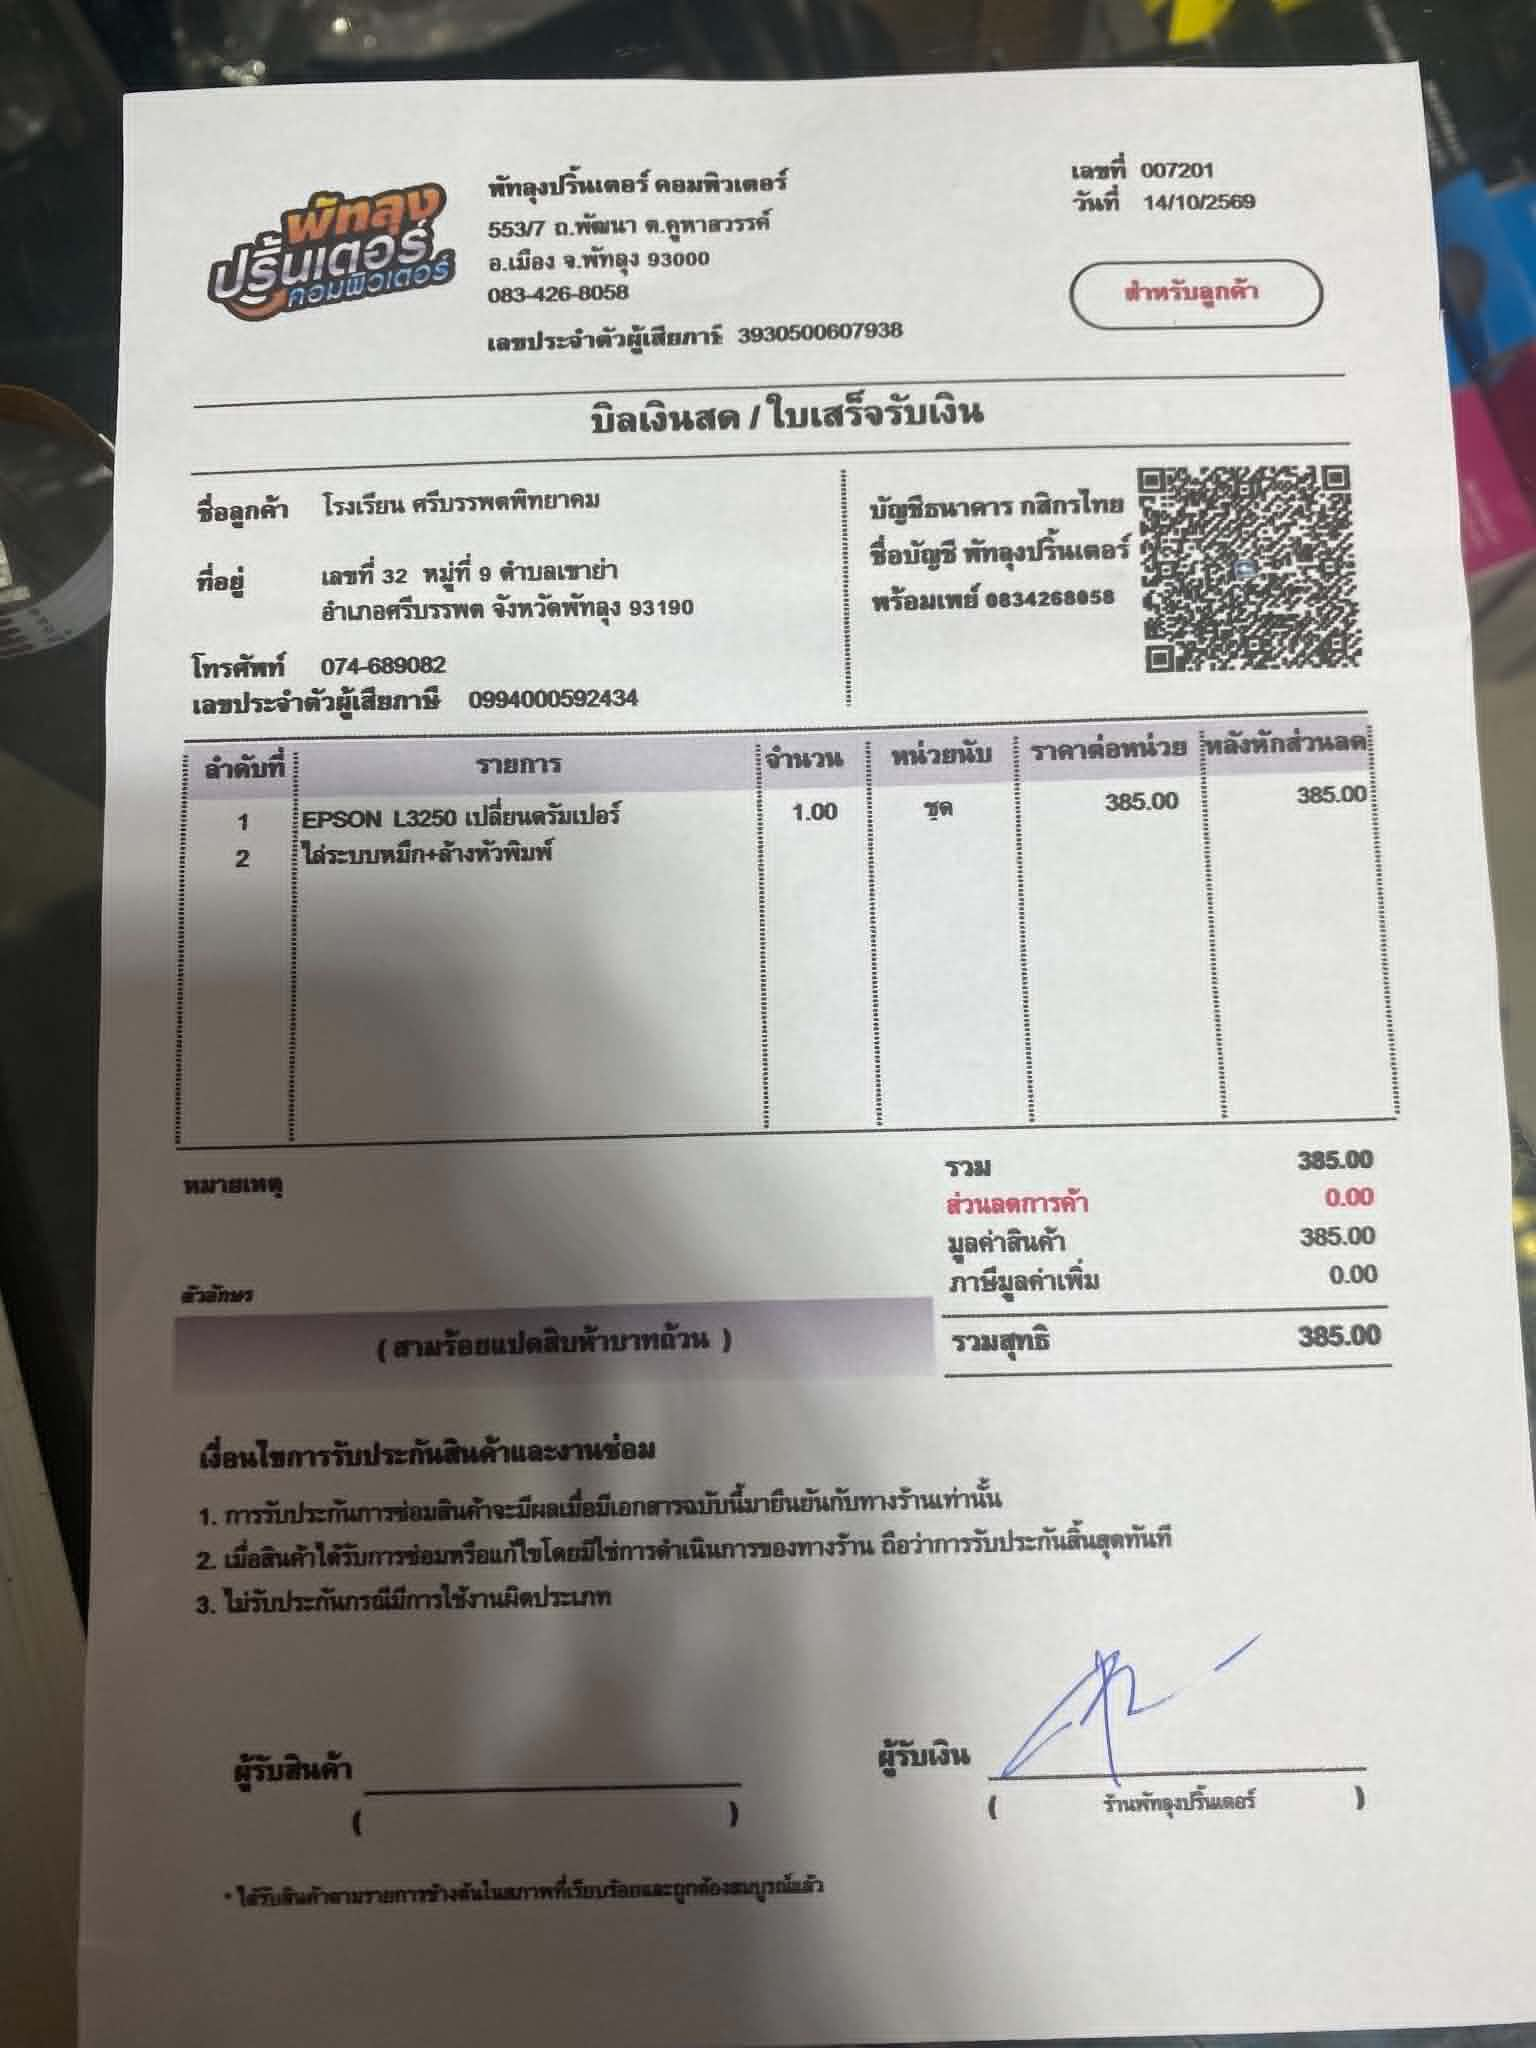 พัทลุง
ปริ้นเตอร์
คอมพิวเตอร์
พัทลุงปริ้นเตอร์ คอมพิวเตอร์
553/7 ถ.พัฒนา ต.คูหาสวรรค์
อ.เมือง จ.พัทลุง 93000
083-426-8058
เลขประจำตัวผู้เสียภาร์ 3930500607938
เลขที่ 007201
วันที่ 14/10/2569
สำหรับลูกค้า
บิลเงินสด / ใบเสร็จรับเงิน
ชื่อลูกค้า โรงเรียน ศรีบรรพตพิทยาคม
ที่อยู่ เลขที่ 32 หมู่ที่ 9 ตำบลเขาย่า
อำเภอศรีบรรพต จังหวัดพัทลุง 93190
โทรศัพท์ 074-689082
เลขประจำตัวผู้เสียภาษี 0994000592434
บัญชีธนาคาร กสิกรไทย
ชื่อบัญชี พัทลุงปริ้นเตอร์
พร้อมเพย์ 0834268058
ลำดับที่ รายการ จำนวน หน่วยนับ ราคาต่อหน่วย หลังหักส่วนลด
1 EPSON L3250 เปลี่ยนดรัมเปอร์ 1.00 ชุด 385.00 385.00
2 ไล่ระบบหมึก+ล้างหัวพิมพ์
หมายเหตุ
รวม 385.00
ส่วนลดการค้า 0.00
มูลค่าสินค้า 385.00
ภาษีมูลค่าเพิ่ม 0.00
รวมสุทธิ 385.00
ตัวอักษร
( สามร้อยแปดสิบห้าบาทถ้วน )
เงื่อนไขการรับประกันสินค้าและงานซ่อม
1. การรับประกันการซ่อมสินค้าจะมีผลเมื่อมีเอกสารฉบับนี้มายืนยันกับทางร้านเท่านั้น
2. เมื่อสินค้าได้รับการซ่อมหรือแก้ไขโดยมิใช่การดำเนินการของทางร้าน ถือว่าการรับประกันสิ้นสุดทันที
3. ไม่รับประกันกรณีมีการใช้งานผิดประเภท
ผู้รับสินค้า
( )
ผู้รับเงิน
( ร้านพัทลุงปริ้นเตอร์ )
* ได้รับสินค้าตามรายการข้างต้นในสภาพที่เรียบร้อยและถูกต้องสมบูรณ์แล้ว